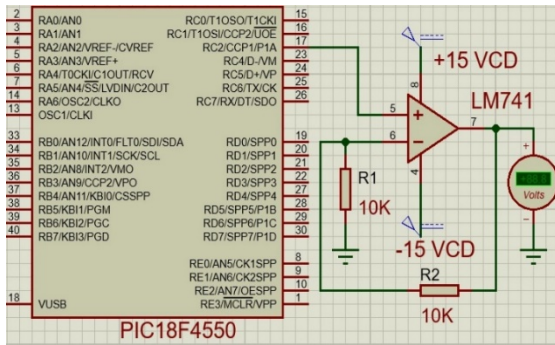 2 RA0/AN0 RC0/T1OSO/T1CKI 15
3 RA1/AN1 RC1/T1OSI/CCP2/UOE 16
4 RA2/AN2/VREF-/CVREF RC2/CCP1/P1A 17
5 RA3/AN3/VREF+ RC4/D-/VM 23
6 RA4/T0CKI/C1OUT/RCV RC5/D+/VP 24
7 RA5/AN4/SS/LVDIN/C2OUT RC6/TX/CK 25
14 RA6/OSC2/CLKO RC7/RX/DT/SDO 26
13 OSC1/CLKI
33 RB0/AN12/INT0/FLT0/SDI/SDA RD0/SPP0 19
34 RB1/AN10/INT1/SCK/SCL RD1/SPP1 20
35 RB2/AN8/INT2/VMO RD2/SPP2 21
36 RB3/AN9/CCP2/VPO RD3/SPP3 22
37 RB4/AN11/KBI0/CSSPP RD4/SPP4 27
38 RB5/KBI1/PGM RD5/SPP5/P1B 28
39 RB6/KBI2/PGC RD6/SPP6/P1C 29
40 RB7/KBI3/PGD RD7/SPP7/P1D 30
RE0/AN5/CK1SPP 8
RE1/AN6/CK2SPP 9
RE2/AN7/OESPP 10
18 VUSB RE3/MCLR/VPP 1
PIC18F4550
+15 VCD
8
LM741
5
+
7
6
-
4
-15 VCD
R1
10K
R2
10K
+
Volts
-